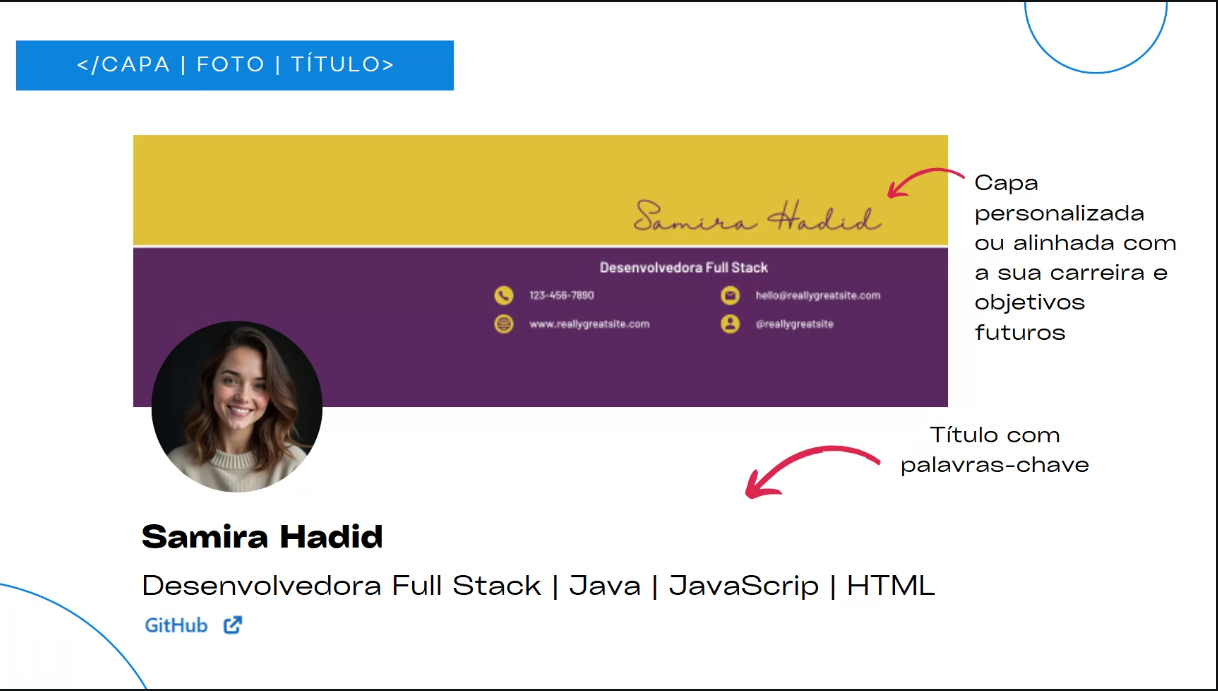 </CAPA | FOTO | TÍTULO>
Samira Hadid
Desenvolvedora Full Stack
123-456-7890
hello@reallygreatsite.com
www.reallygreatsite.com
@reallygreatsite
Capa
personalizada
ou alinhada com
a sua carreira e
objetivos
futuros
Título com
palavras-chave
Samira Hadid
Desenvolvedora Full Stack | Java | JavaScrip | HTML
GitHub